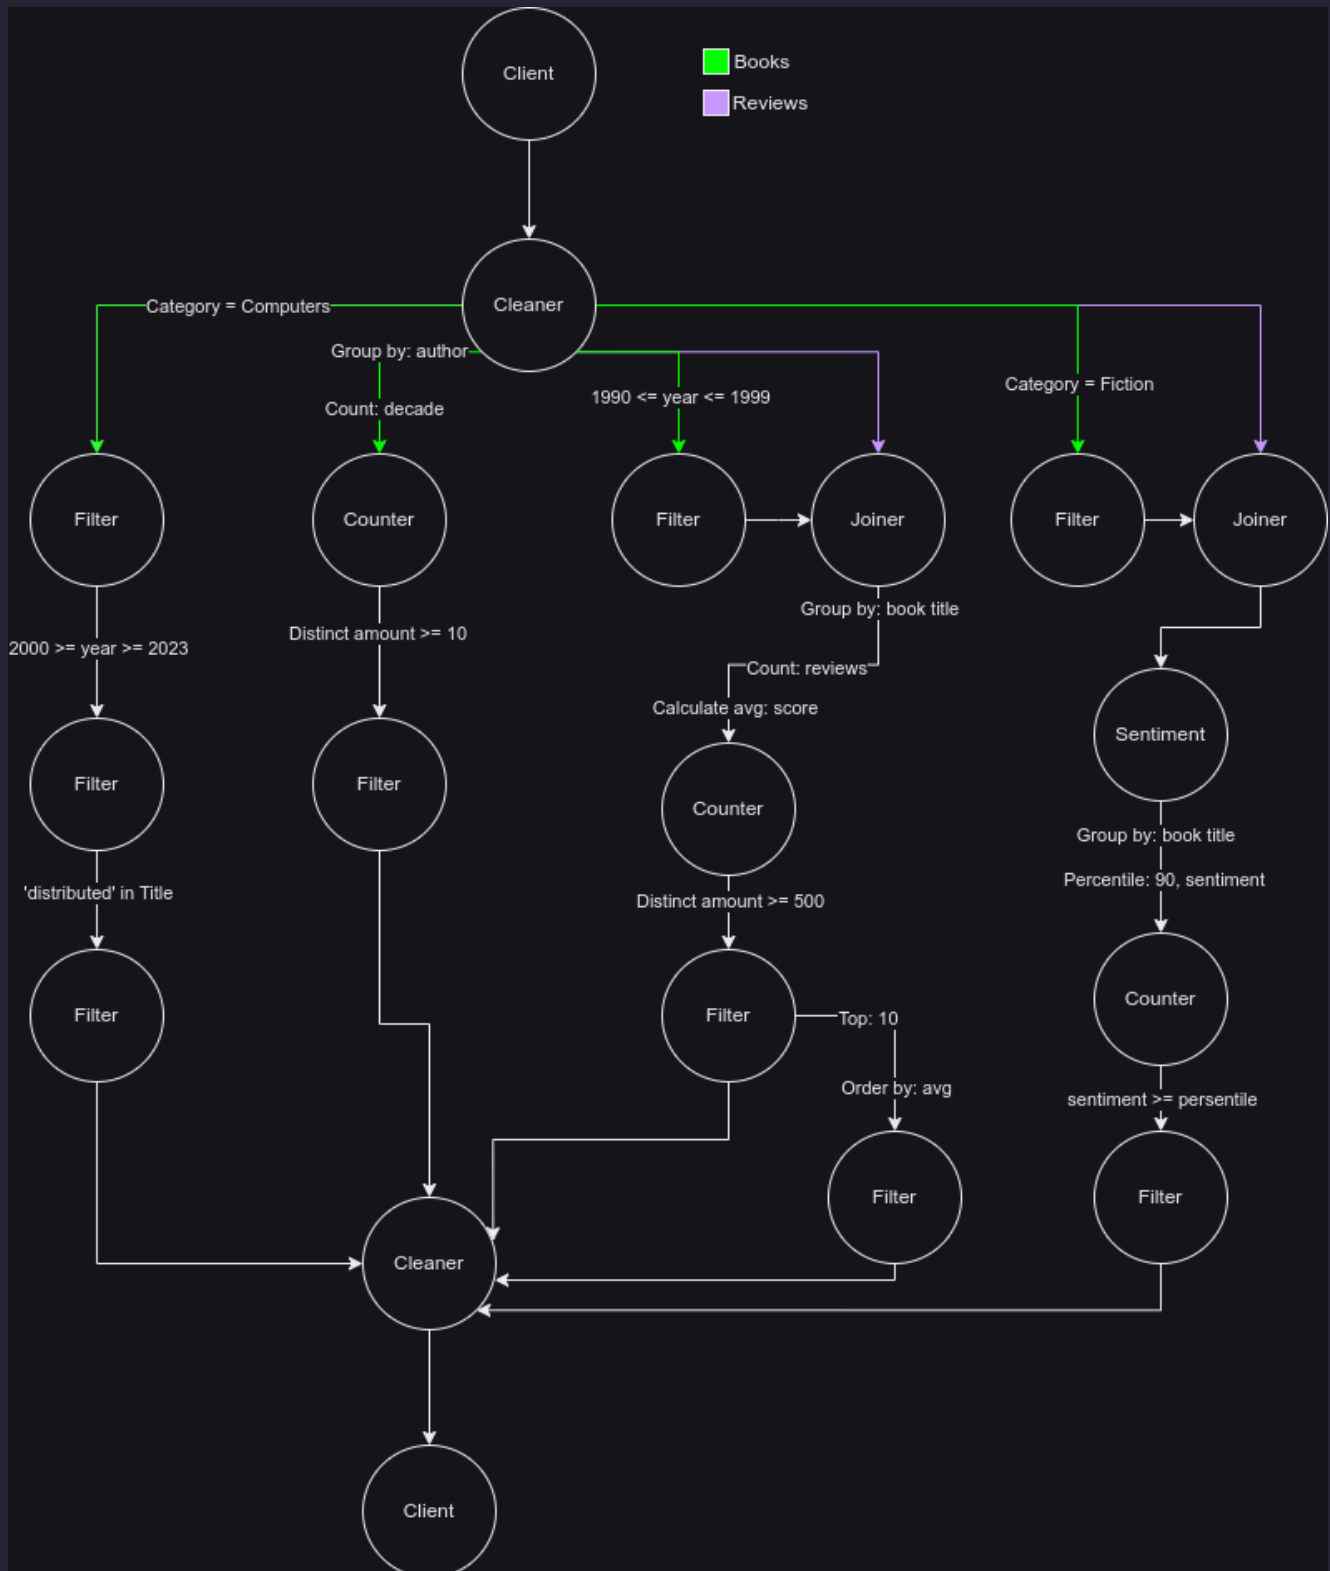 Client
Books
Reviews
Cleaner
Category = Computers
Group by: author
Count: decade
1990 <= year <= 1999
Category = Fiction
Filter
Counter
Filter
Joiner
Filter
Joiner
Group by: book title
Distinct amount >= 10
2000 >= year >= 2023
Count: reviews
Calculate avg: score
Sentiment
Filter
Filter
Counter
Group by: book title
Percentile: 90, sentiment
'distributed' in Title
Distinct amount >= 500
Counter
Filter
Filter
Top: 10
Order by: avg
sentiment >= persentile
Filter
Filter
Cleaner
Client